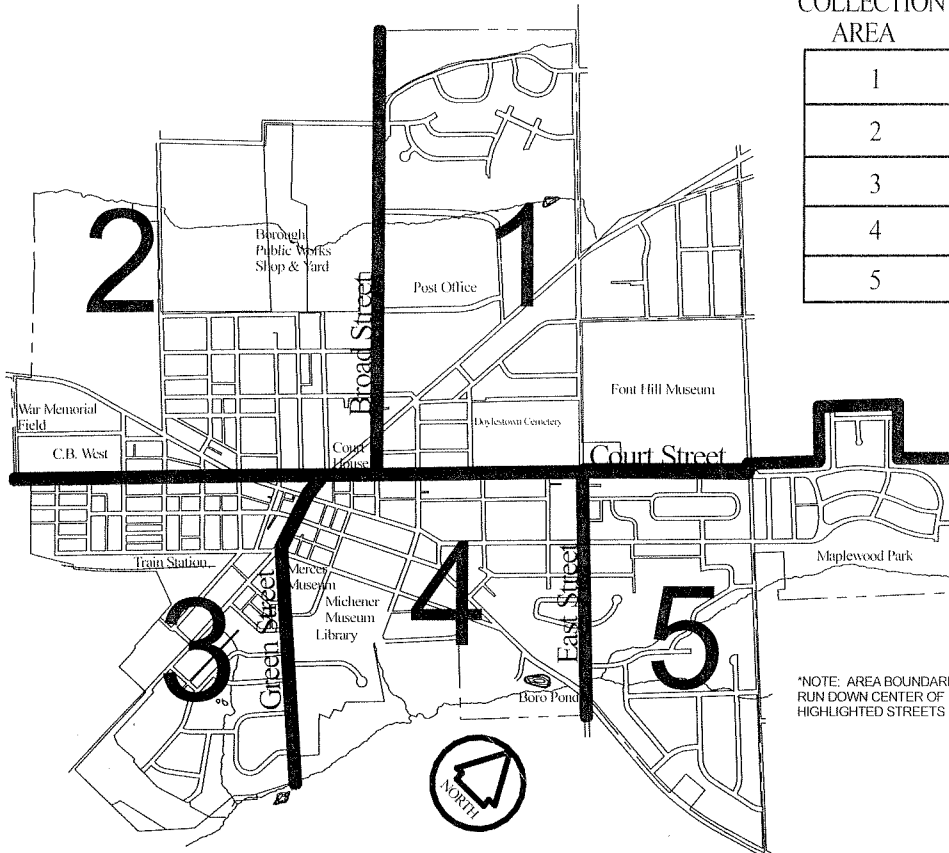 COLLECTION
AREA
1
2
3
4
5
2
1
Borough
Public Works
Shop & Yard
Post Office
Broad Street
War Memorial
Field
C.B. West
Court
House
Doylestown Cemetery
Font Hill Museum
Court Street
Train Station
Mercer
Museum
Michener
Museum
Library
3
Green Street
4
East Street
5
Maplewood Park
Boro Pond
*NOTE: AREA BOUNDARI
RUN DOWN CENTER OF
HIGHLIGHTED STREETS
NORTH